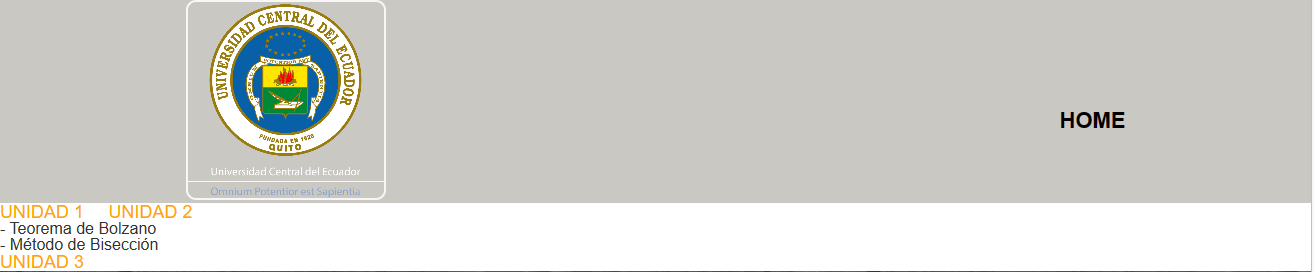 UNIVERSIDAD CENTRAL DEL ECUADOR
FUNDADA EN 1826
QUITO
Universidad Central del Ecuador
Omnium Potentior est Sapientia
HOME
UNIDAD 1 UNIDAD 2
- Teorema de Bolzano
- Método de Bisección
UNIDAD 3